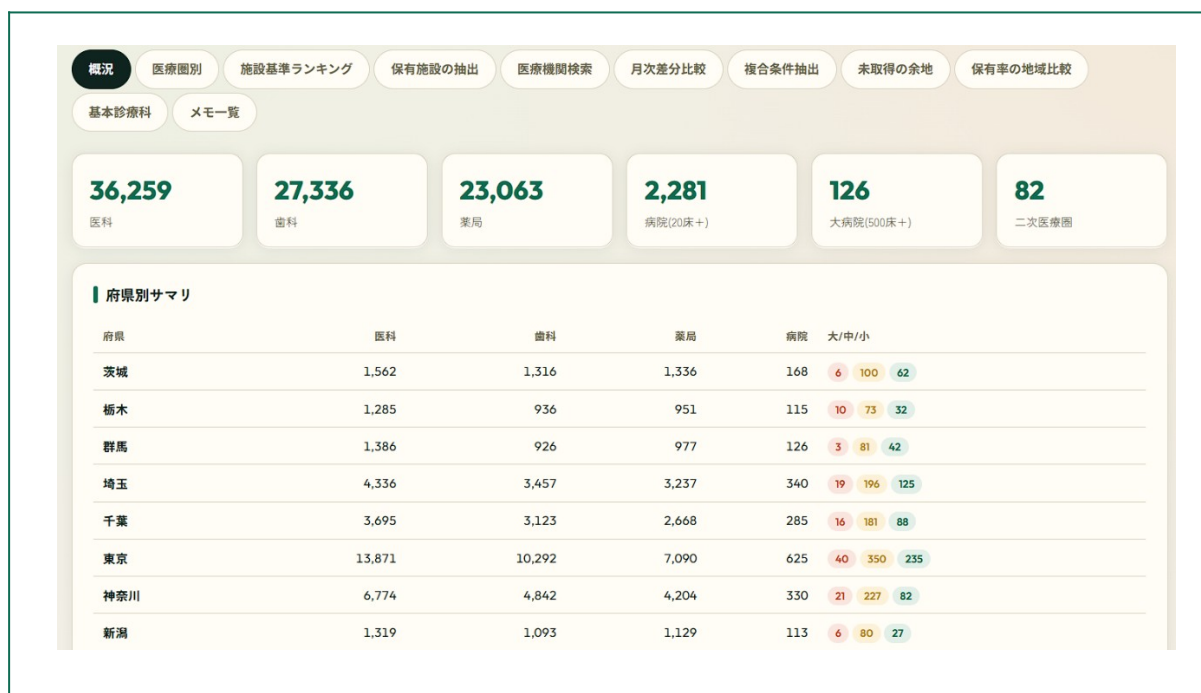 概況 医療圏別 施設基準ランキング 保有施設の抽出 医療機関検索 月次差分比較 複合条件抽出 未取得の余地 保有率の地域比較
基本診療科 メモ一覧
36,259 27,336 23,063 2,281 126 82
医科 歯科 薬局 病院(20床+) 大病院(500床+) 二次医療圏
府県別サマリ
府県 医科 歯科 薬局 病院 大/中/小
茨城 1,562 1,316 1,336 168 6 100 62
栃木 1,285 936 951 115 10 73 32
群馬 1,386 926 977 126 3 81 42
埼玉 4,336 3,457 3,237 340 19 196 125
千葉 3,695 3,123 2,668 285 16 181 88
東京 13,871 10,292 7,090 625 40 350 235
神奈川 6,774 4,842 4,204 330 21 227 82
新潟 1,319 1,093 1,129 113 6 80 27